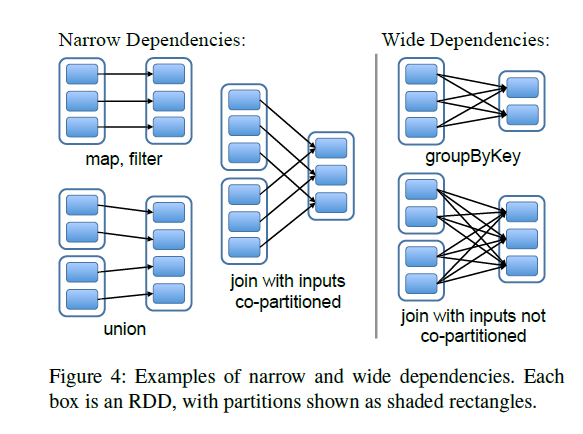 Narrow Dependencies:
Wide Dependencies:
map, filter
groupByKey
join with inputs
co-partitioned
union
join with inputs not
co-partitioned
Figure 4: Examples of narrow and wide dependencies. Each
box is an RDD, with partitions shown as shaded rectangles.